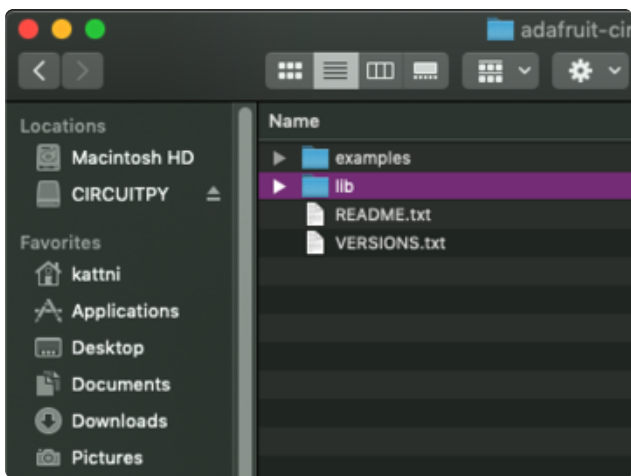 adafruit-cir
Locations
Macintosh HD
CIRCUITPY
Favorites
kattni
Applications
Desktop
Documents
Downloads
Pictures
Name
examples
lib
README.txt
VERSIONS.txt